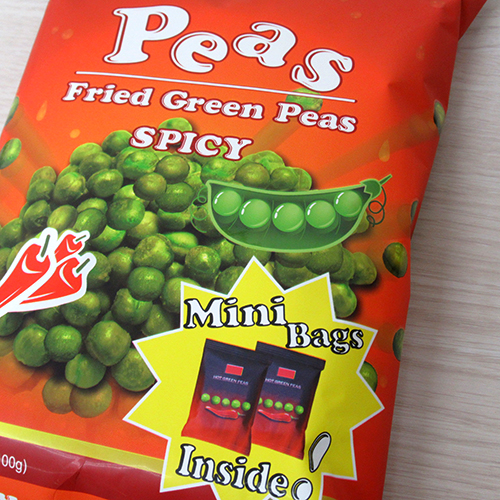 Peas
Fried Green Peas
SPICY
Mini
Bags
HOT GREEN PEAS
HOT GREEN PEAS
Inside!
00g)